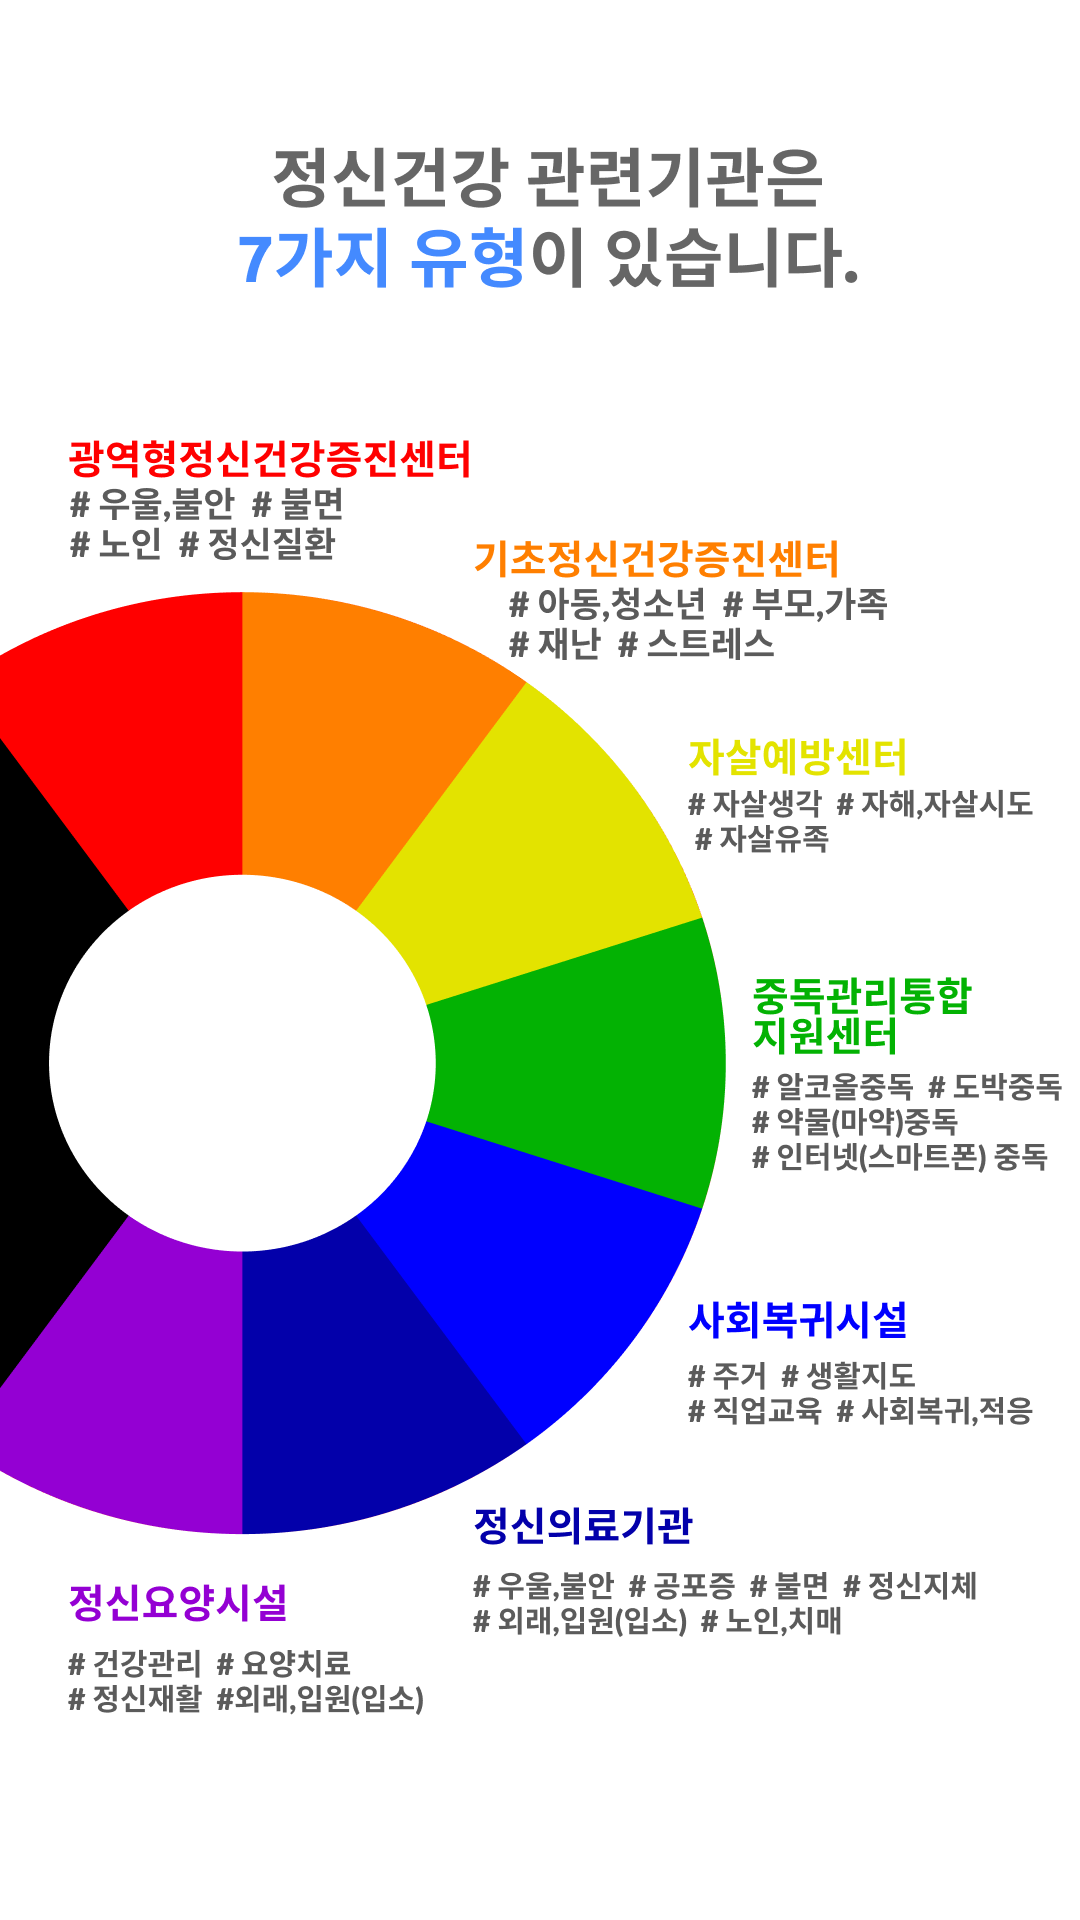 정신건강 관련기관은
7가지 유형이 있습니다.
광역형정신건강증진센터
# 우울,불안 # 불면
# 노인 # 정신질환
기초정신건강증진센터
# 아동,청소년 # 부모,가족
# 재난 # 스트레스
자살예방센터
# 자살생각 # 자해,자살시도
# 자살유족
중독관리통합
지원센터
# 알코올중독 # 도박중독
# 약물(마약)중독
# 인터넷(스마트폰) 중독
사회복귀시설
# 주거 # 생활지도
# 직업교육 # 사회복귀,적응
정신의료기관
# 우울,불안 # 공포증 # 불면 # 정신지체
# 외래,입원(입소) # 노인,치매
정신요양시설
# 건강관리 # 요양치료
# 정신재활 #외래,입원(입소)